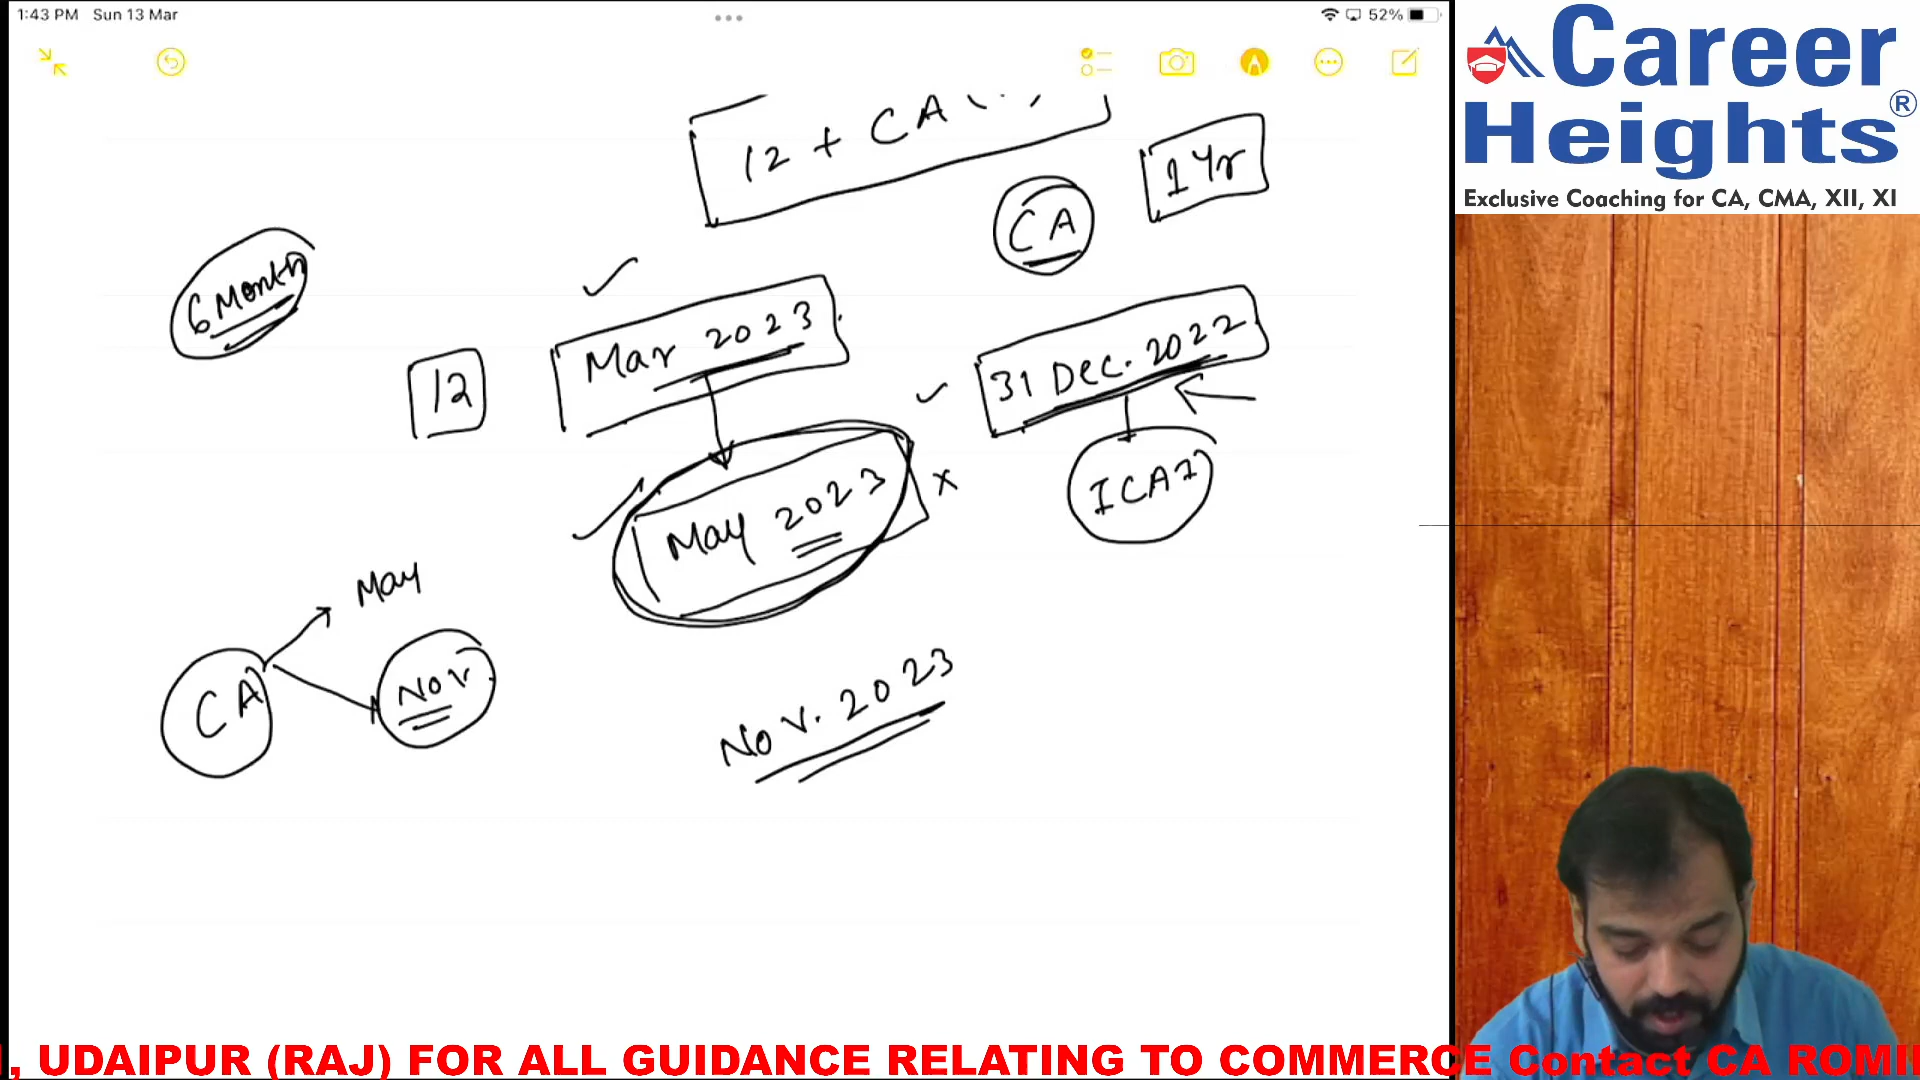 1:43 PM Sun 13 Mar
52%
Career
Heights®
Exclusive Coaching for CA, CMA, XII, XI
12 + CA
1 Yr
CA
6 Month
Mar 2023
31 Dec. 2022
12
May 2023
x
ICAI
May
CA
Nov
Nov. 2023
, UDAIPUR (RAJ) FOR ALL GUIDANCE RELATING TO COMMERCE Contact CA ROMI